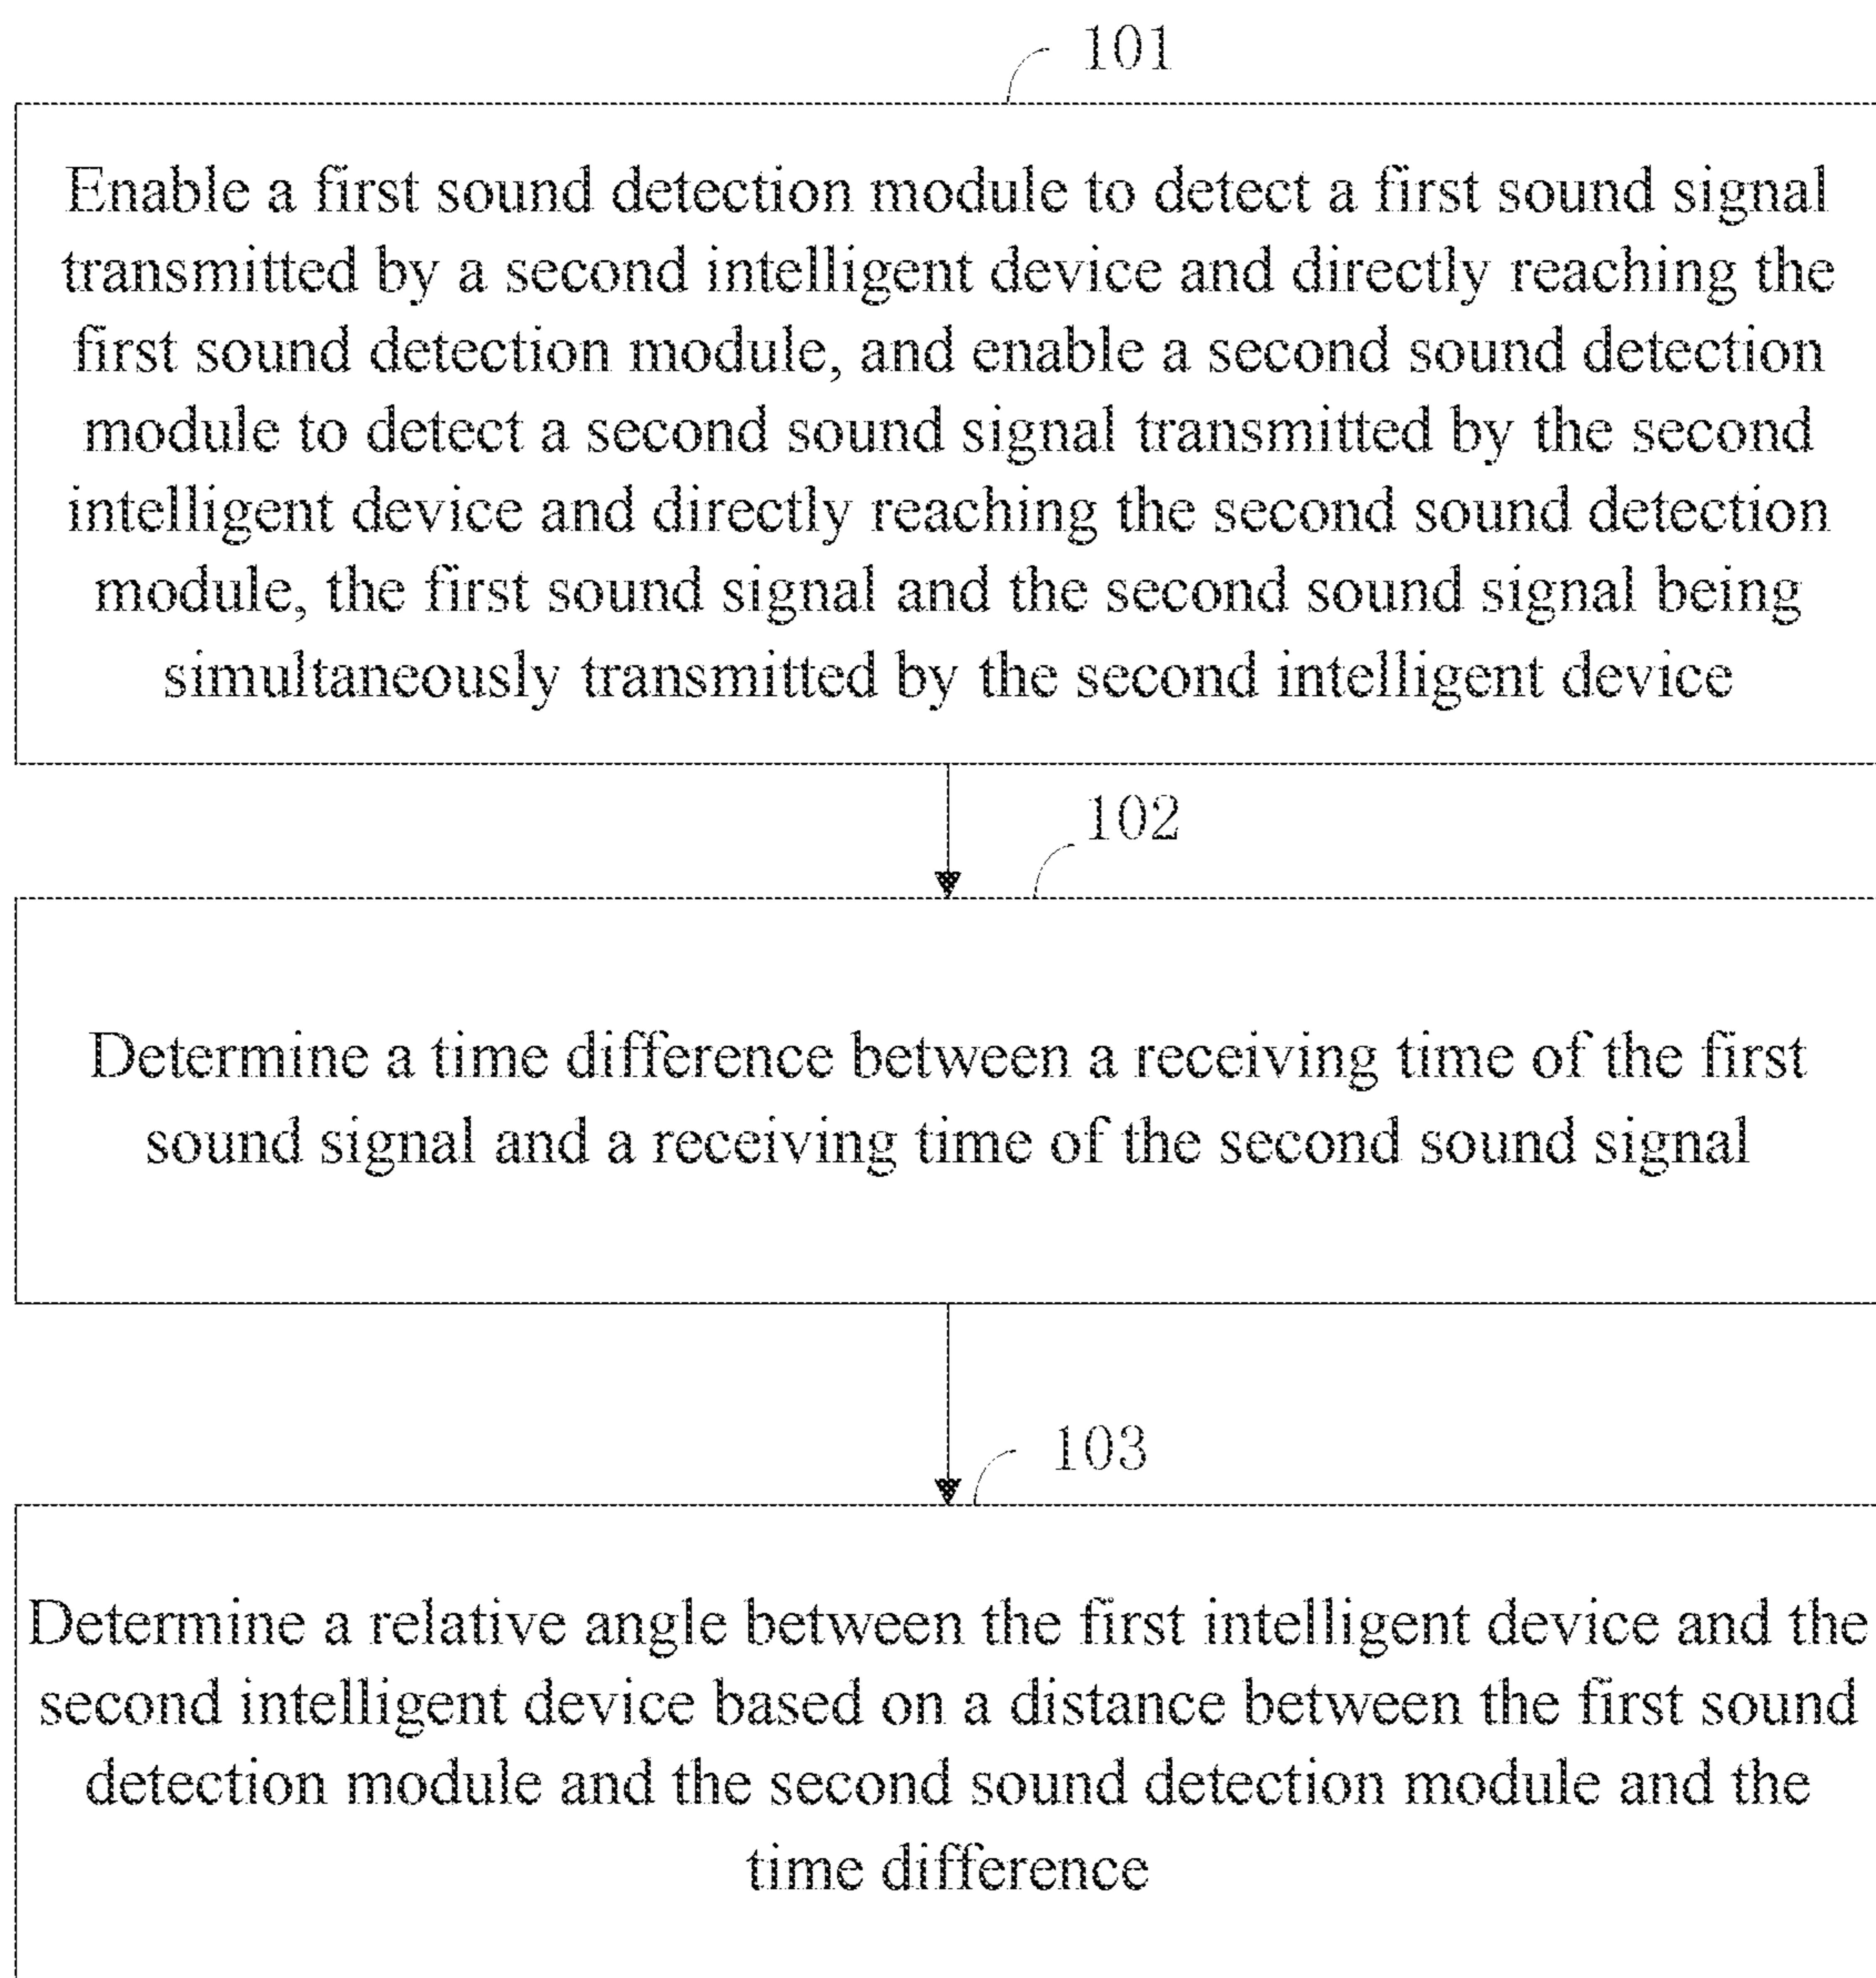 101
Enable a first sound detection module to detect a first sound signal
transmitted by a second intelligent device and directly reaching the
first sound detection module, and enable a second sound detection
module to detect a second sound signal transmitted by the second
intelligent device and directly reaching the second sound detection
module, the first sound signal and the second sound signal being
simultaneously transmitted by the second intelligent device
102
Determine a time difference between a receiving time of the first
sound signal and a receiving time of the second sound signal
103
Determine a relative angle between the first intelligent device and the
second intelligent device based on a distance between the first sound
detection module and the second sound detection module and the
time difference